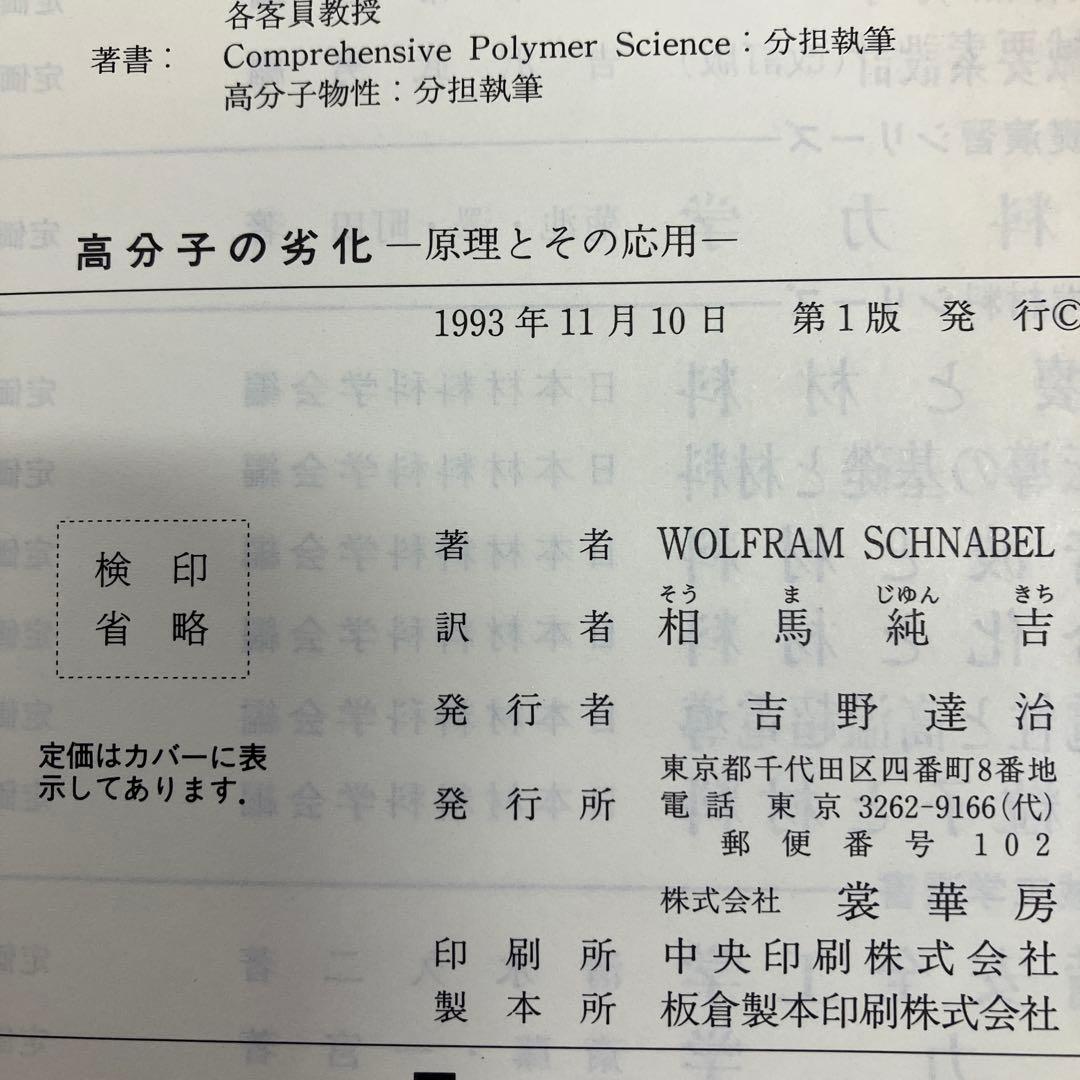 各客員教授
著書：Comprehensive Polymer Science：分担執筆
高分子物性：分担執筆
高分子の劣化 ―原理とその応用―
1993年11月10日 第1版 発 行©
検 印
省 略
定価はカバーに表
示してあります．
著 者 WOLFRAM SCHNABEL
そう ま じゆん きち
訳 者 相 馬 純 吉
発 行 者 吉 野 達 治
発 行 所
東京都千代田区四番町8番地
電 話 東 京 3262-9166(代)
郵 便 番 号 1 0 2
株式会社 裳 華 房
印 刷 所 中央印刷株式会社
製 本 所 板倉製本印刷株式会社